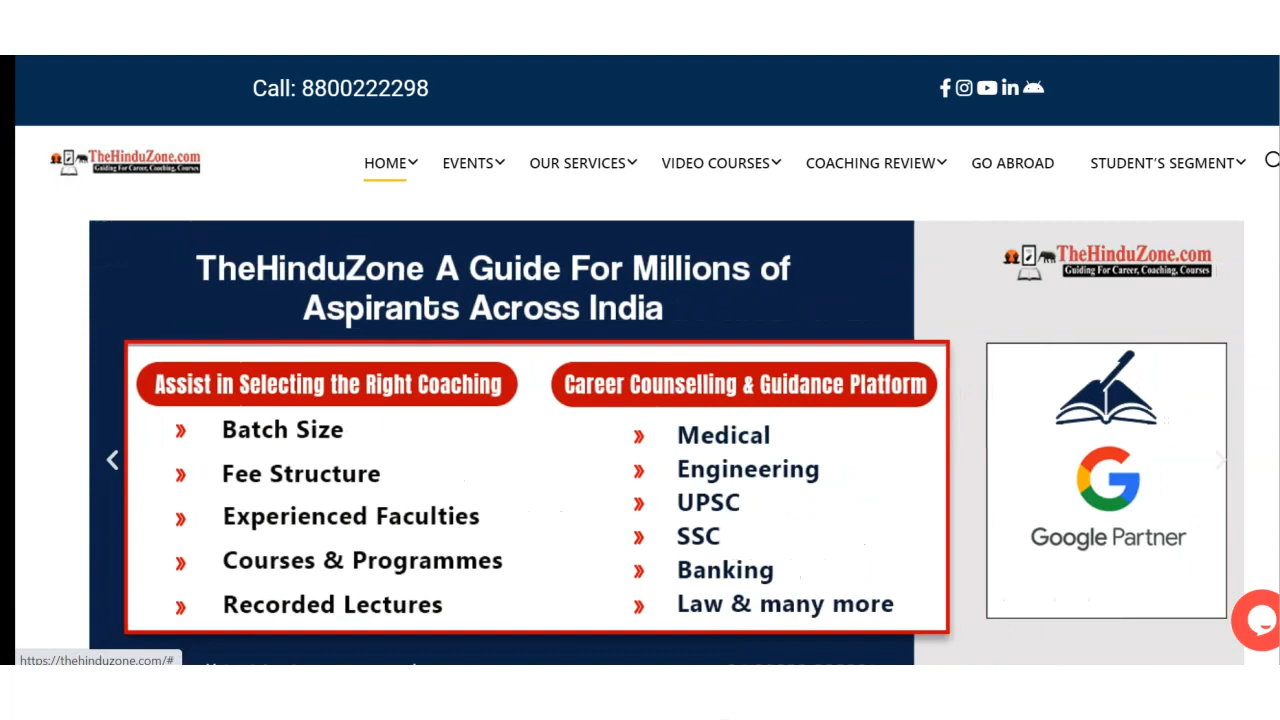 Call: 8800222298
TheHinduZone.com
Guiding For Career, Coaching, Courses
HOME
EVENTS
OUR SERVICES
VIDEO COURSES
COACHING REVIEW
GO ABROAD
STUDENT'S SEGMENT
TheHinduZone A Guide For Millions of
Aspirants Across India
Assist in Selecting the Right Coaching
Batch Size
Fee Structure
Experienced Faculties
Courses & Programmes
Recorded Lectures
Career Counselling & Guidance Platform
Medical
Engineering
UPSC
SSC
Banking
Law & many more
TheHinduZone.com
Guiding For Career, Coaching, Courses
Google Partner
https://thehinduzone.com/#